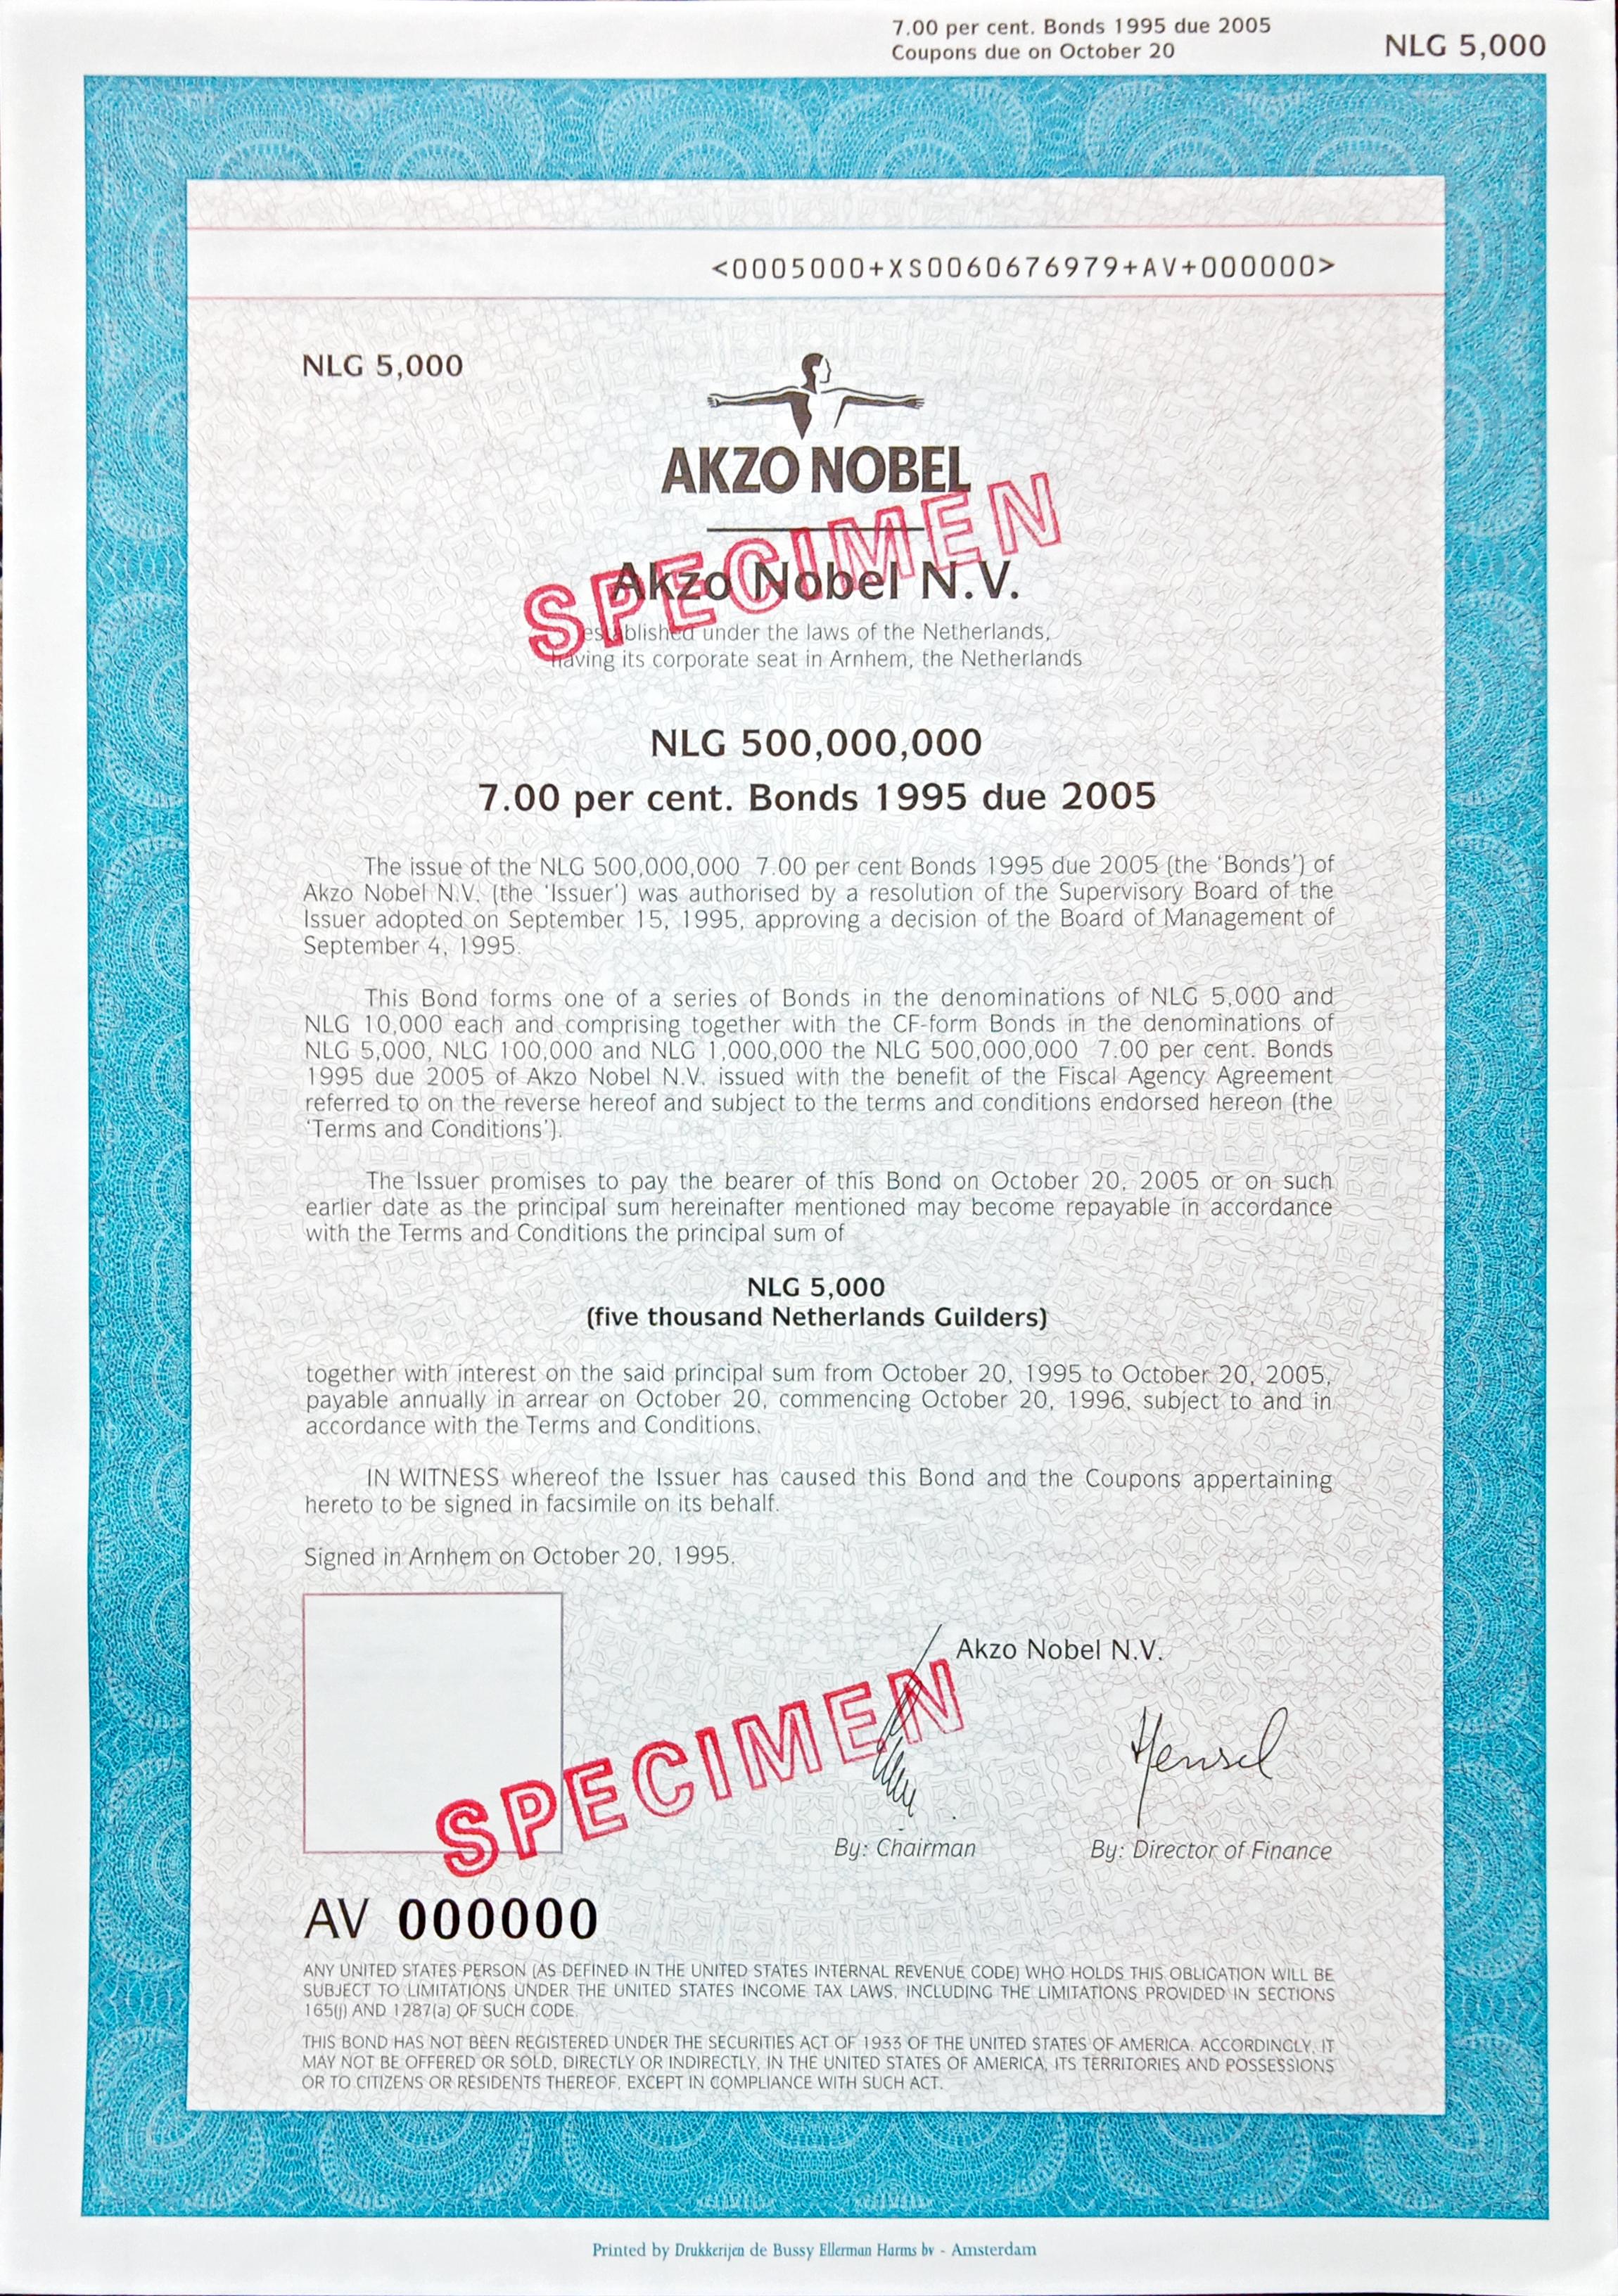 7.00 per cent. Bonds 1995 due 2005
Coupons due on October 20
NLG 5,000
<0005000+XS0060676979+AV+000000>
NLG 5,000
AKZO NOBEL
SPECIMEN
Akzo Nobel N.V.
established under the laws of the Netherlands,
having its corporate seat in Arnhem, the Netherlands
NLG 500,000,000
7.00 per cent. Bonds 1995 due 2005
The issue of the NLG 500,000,000 7.00 per cent Bonds 1995 due 2005 (the ‘Bonds’) of
Akzo Nobel N.V. (the ‘Issuer’) was authorised by a resolution of the Supervisory Board of the
Issuer adopted on September 15, 1995, approving a decision of the Board of Management of
September 4, 1995.
This Bond forms one of a series of Bonds in the denominations of NLG 5,000 and
NLG 10,000 each and comprising together with the CF-form Bonds in the denominations of
NLG 5,000, NLG 100,000 and NLG 1,000,000 the NLG 500,000,000 7.00 per cent. Bonds
1995 due 2005 of Akzo Nobel N.V. issued with the benefit of the Fiscal Agency Agreement
referred to on the reverse hereof and subject to the terms and conditions endorsed hereon (the
‘Terms and Conditions’).
The Issuer promises to pay the bearer of this Bond on October 20, 2005 or on such
earlier date as the principal sum hereinafter mentioned may become repayable in accordance
with the Terms and Conditions the principal sum of
NLG 5,000
(five thousand Netherlands Guilders)
together with interest on the said principal sum from October 20, 1995 to October 20, 2005,
payable annually in arrear on October 20, commencing October 20, 1996, subject to and in
accordance with the Terms and Conditions.
IN WITNESS whereof the Issuer has caused this Bond and the Coupons appertaining
hereto to be signed in facsimile on its behalf.
Signed in Arnhem on October 20, 1995.
Akzo Nobel N.V.
SPECIMEN
Hensel
By: Chairman
By: Director of Finance
AV 000000
ANY UNITED STATES PERSON (AS DEFINED IN THE UNITED STATES INTERNAL REVENUE CODE) WHO HOLDS THIS OBLIGATION WILL BE
SUBJECT TO LIMITATIONS UNDER THE UNITED STATES INCOME TAX LAWS, INCLUDING THE LIMITATIONS PROVIDED IN SECTIONS
165(j) AND 1287(a) OF SUCH CODE.
THIS BOND HAS NOT BEEN REGISTERED UNDER THE SECURITIES ACT OF 1933 OF THE UNITED STATES OF AMERICA. ACCORDINGLY, IT
MAY NOT BE OFFERED OR SOLD, DIRECTLY OR INDIRECTLY, IN THE UNITED STATES OF AMERICA, ITS TERRITORIES AND POSSESSIONS
OR TO CITIZENS OR RESIDENTS THEREOF, EXCEPT IN COMPLIANCE WITH SUCH ACT.
Printed by Drukkerijen de Bussy Ellerman Harms bv - Amsterdam